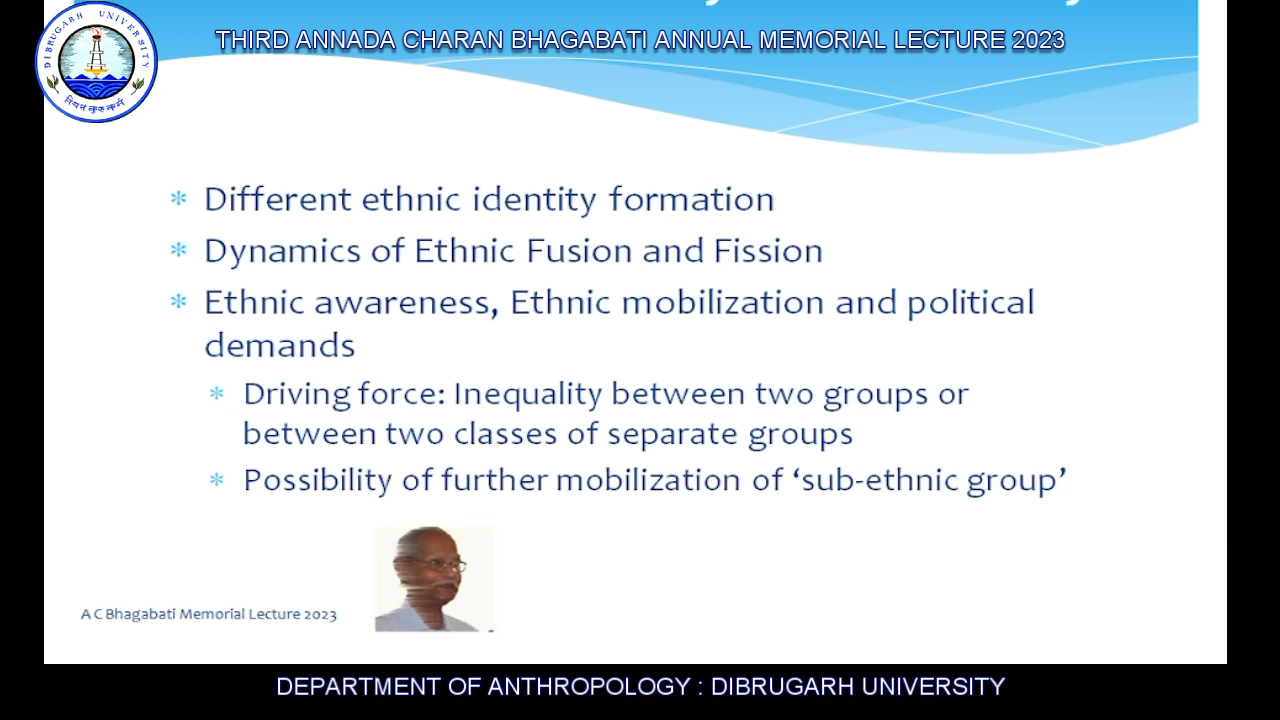 THIRD ANNADA CHARAN BHAGABATI ANNUAL MEMORIAL LECTURE 2023
DIBRUGARH UNIVERSITY
* Different ethnic identity formation
* Dynamics of Ethnic Fusion and Fission
* Ethnic awareness, Ethnic mobilization and political
demands
* Driving force: Inequality between two groups or
between two classes of separate groups
* Possibility of further mobilization of ‘sub-ethnic group’
A C Bhagabati Memorial Lecture 2023
DEPARTMENT OF ANTHROPOLOGY : DIBRUGARH UNIVERSITY